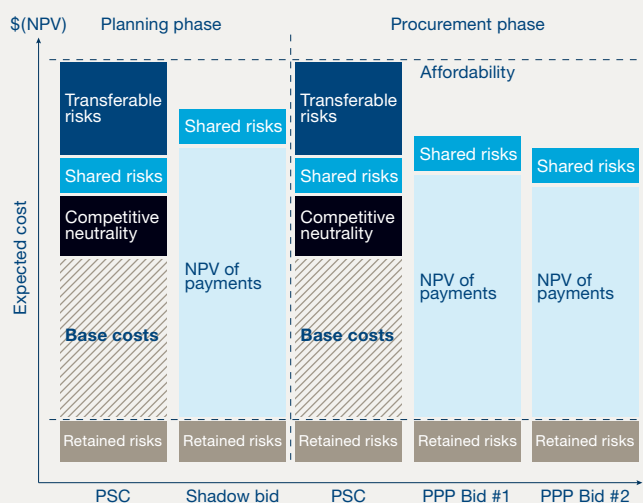 $(NPV)
Planning phase
Procurement phase
Affordability
Expected cost
Transferable
risks
Shared risks
Competitive
neutrality
Base costs
Retained risks
Shared risks
NPV of
payments
Retained risks
Transferable
risks
Shared risks
Competitive
neutrality
Base costs
Retained risks
Shared risks
NPV of
payments
Retained risks
Shared risks
NPV of
payments
Retained risks
PSC
Shadow bid
PSC
PPP Bid #1
PPP Bid #2